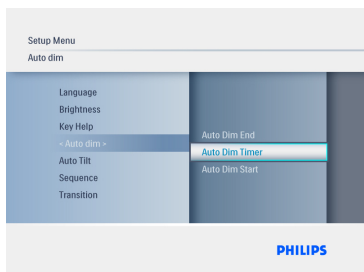 Setup Menu
Auto dim
Language
Brightness
Key Help
< Auto dim >
Auto Tilt
Sequence
Transition
Auto Dim End
Auto Dim Timer
Auto Dim Start
PHILIPS